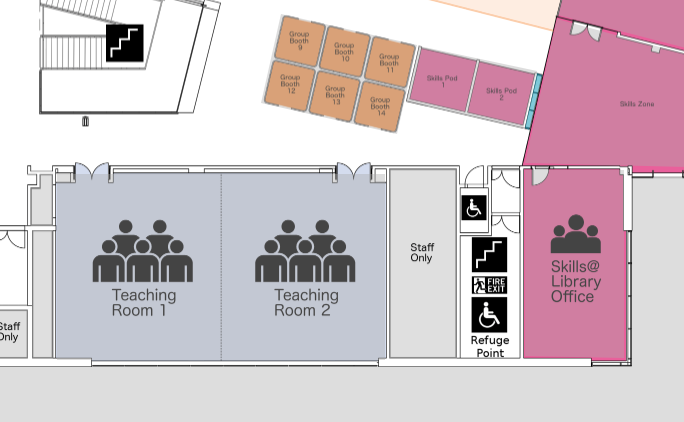 Group
Booth
9
Group
Booth
10
Group
Booth
11
Group
Booth
12
Group
Booth
13
Group
Booth
14
Skills Pod
1
Skills Pod
2
Skills Zone
Teaching
Room 1
Teaching
Room 2
Staff
Only
FIRE
EXIT
Refuge
Point
Skills@
Library
Office
Staff
Only